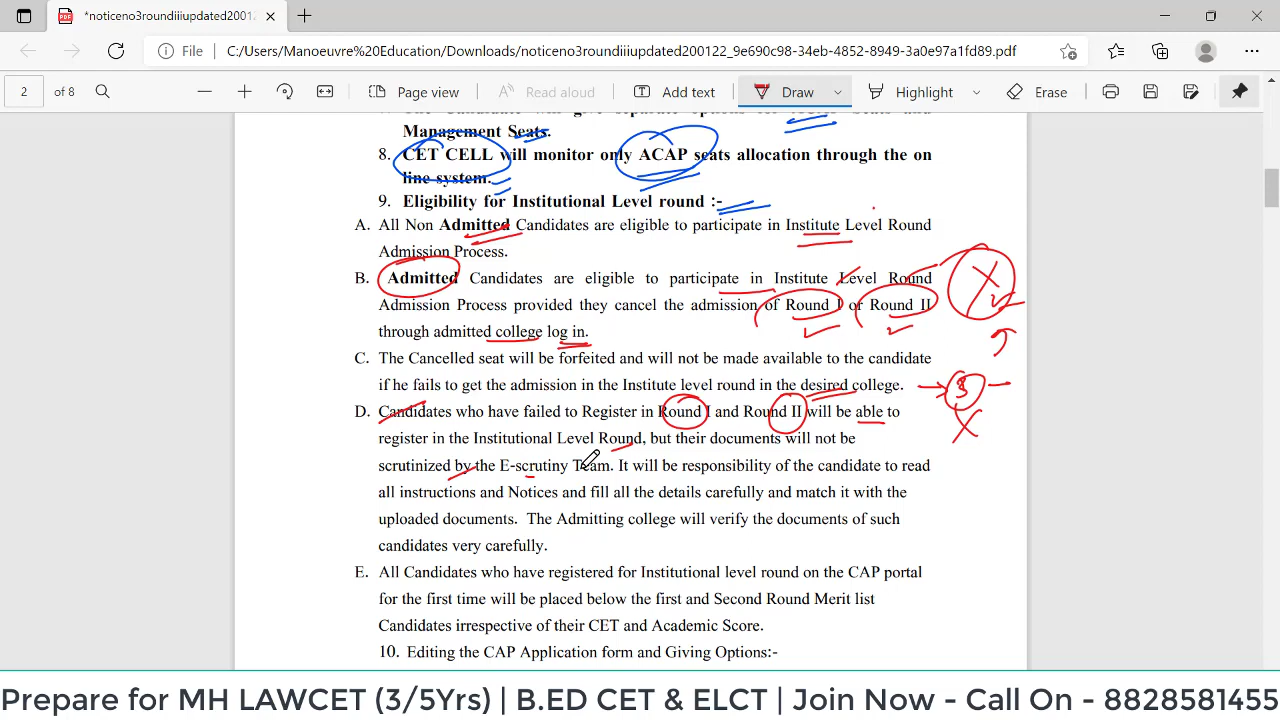 *noticeno3roundiiiupdated200122
File
C:/Users/Manoeuvre%20Education/Downloads/noticeno3roundiiiupdated200122_9e690c98-34eb-4852-8949-3a0e97a1fd89.pdf
2 of 8
Page view
Read aloud
Add text
Draw
Highlight
Erase
Management Seats.
8. CET CELL will monitor only ACAP seats allocation through the on
line system.
9. Eligibility for Institutional Level round :-
A. All Non Admitted Candidates are eligible to participate in Institute Level Round
Admission Process.
B. Admitted Candidates are eligible to participate in Institute Level Round
Admission Process provided they cancel the admission of Round I or Round II
through admitted college log in.
C. The Cancelled seat will be forfeited and will not be made available to the candidate
if he fails to get the admission in the Institute level round in the desired college.
D. Candidates who have failed to Register in Round I and Round II will be able to
register in the Institutional Level Round, but their documents will not be
scrutinized by the E-scrutiny Team. It will be responsibility of the candidate to read
all instructions and Notices and fill all the details carefully and match it with the
uploaded documents. The Admitting college will verify the documents of such
candidates very carefully.
E. All Candidates who have registered for Institutional level round on the CAP portal
for the first time will be placed below the first and Second Round Merit list
Candidates irrespective of their CET and Academic Score.
10. Editing the CAP Application form and Giving Options:-
Prepare for MH LAWCET (3/5Yrs) | B.ED CET & ELCT | Join Now - Call On - 8828581455